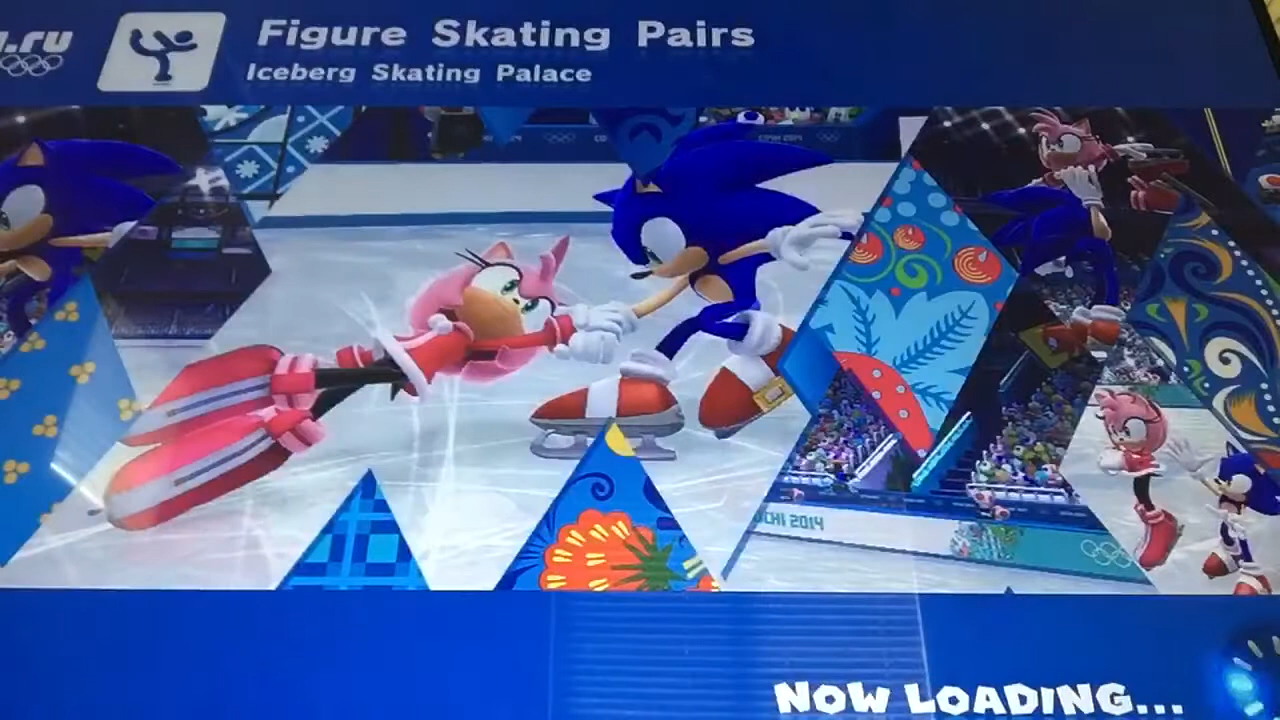 .ru
Figure Skating Pairs
Iceberg Skating Palace
CHI 2014
NOW LOADING...